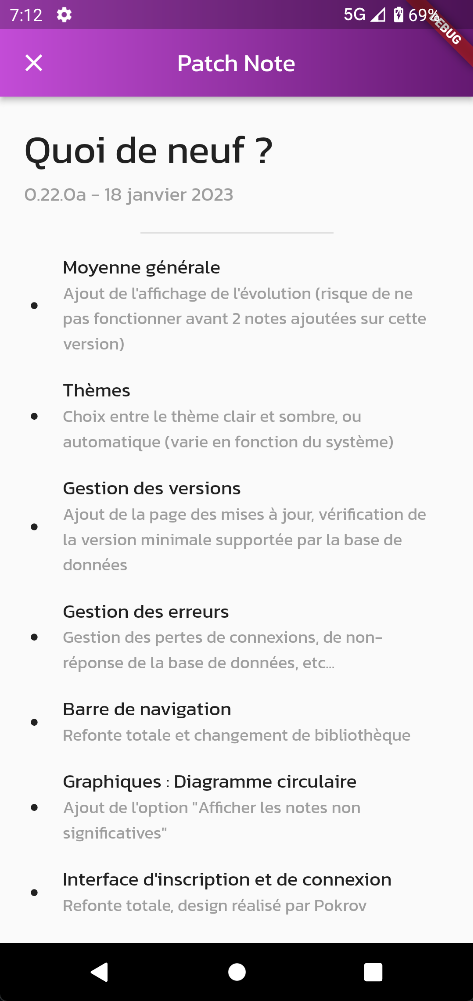 7:12 5G 69%
DEBUG
Patch Note
Quoi de neuf ?
0.22.0a - 18 janvier 2023
Moyenne générale
Ajout de l'affichage de l'évolution (risque de ne
pas fonctionner avant 2 notes ajoutées sur cette
version)
Thèmes
Choix entre le thème clair et sombre, ou
automatique (varie en fonction du système)
Gestion des versions
Ajout de la page des mises à jour, vérification de
la version minimale supportée par la base de
données
Gestion des erreurs
Gestion des pertes de connexions, de non-
réponse de la base de données, etc...
Barre de navigation
Refonte totale et changement de bibliothèque
Graphiques : Diagramme circulaire
Ajout de l'option "Afficher les notes non
significatives"
Interface d'inscription et de connexion
Refonte totale, design réalisé par Pokrov